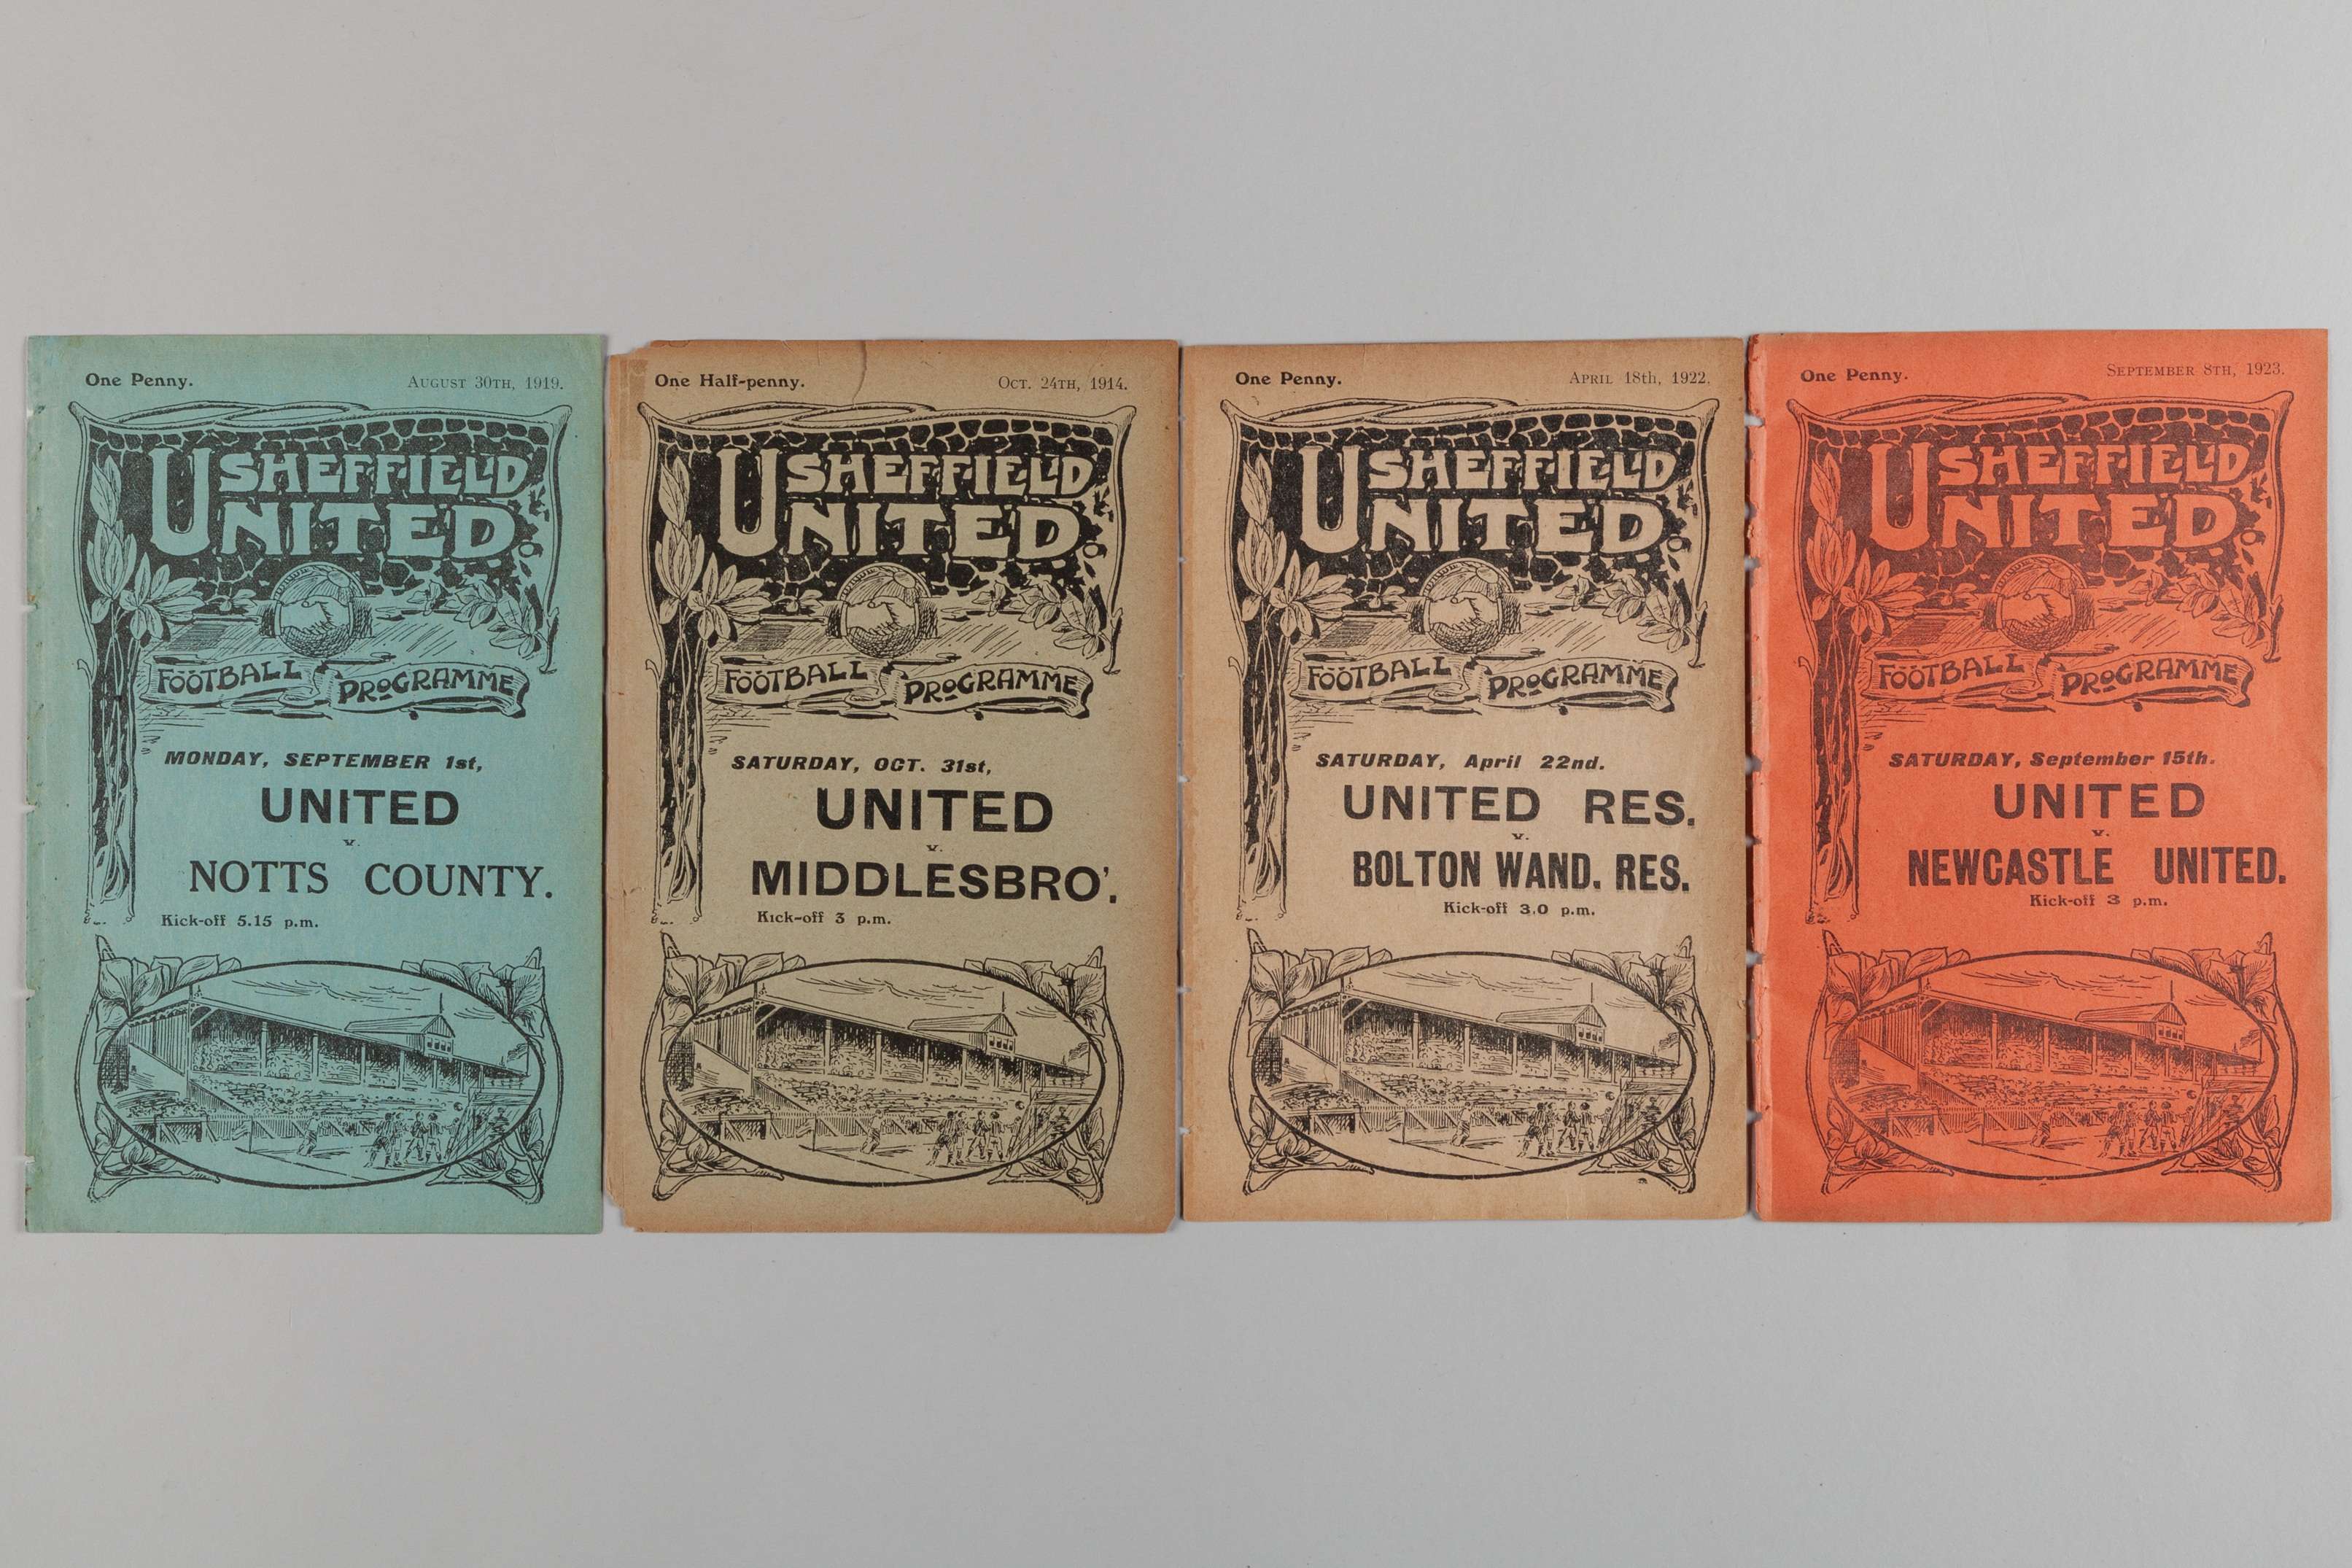 One Penny. AUGUST 30TH, 1919.
SHEFFIELD
UNITED
FOOTBALL PROGRAMME
MONDAY, SEPTEMBER 1st,
UNITED
v.
NOTTS COUNTY.
Kick-off 5.15 p.m.
One Half-penny. OCT. 24TH, 1914.
SHEFFIELD
UNITED
FOOTBALL PROGRAMME
SATURDAY, OCT. 31st,
UNITED
v.
MIDDLESBRO'.
Kick-off 3 p.m.
One Penny. APRIL 18th, 1922.
SHEFFIELD
UNITED
FOOTBALL PROGRAMME
SATURDAY, April 22nd.
UNITED RES.
v.
BOLTON WAND. RES.
Kick-off 3.0 p.m.
One Penny. SEPTEMBER 8TH, 1923.
SHEFFIELD
UNITED
FOOTBALL PROGRAMME
SATURDAY, September 15th.
UNITED
v.
NEWCASTLE UNITED.
Kick-off 3 p.m.